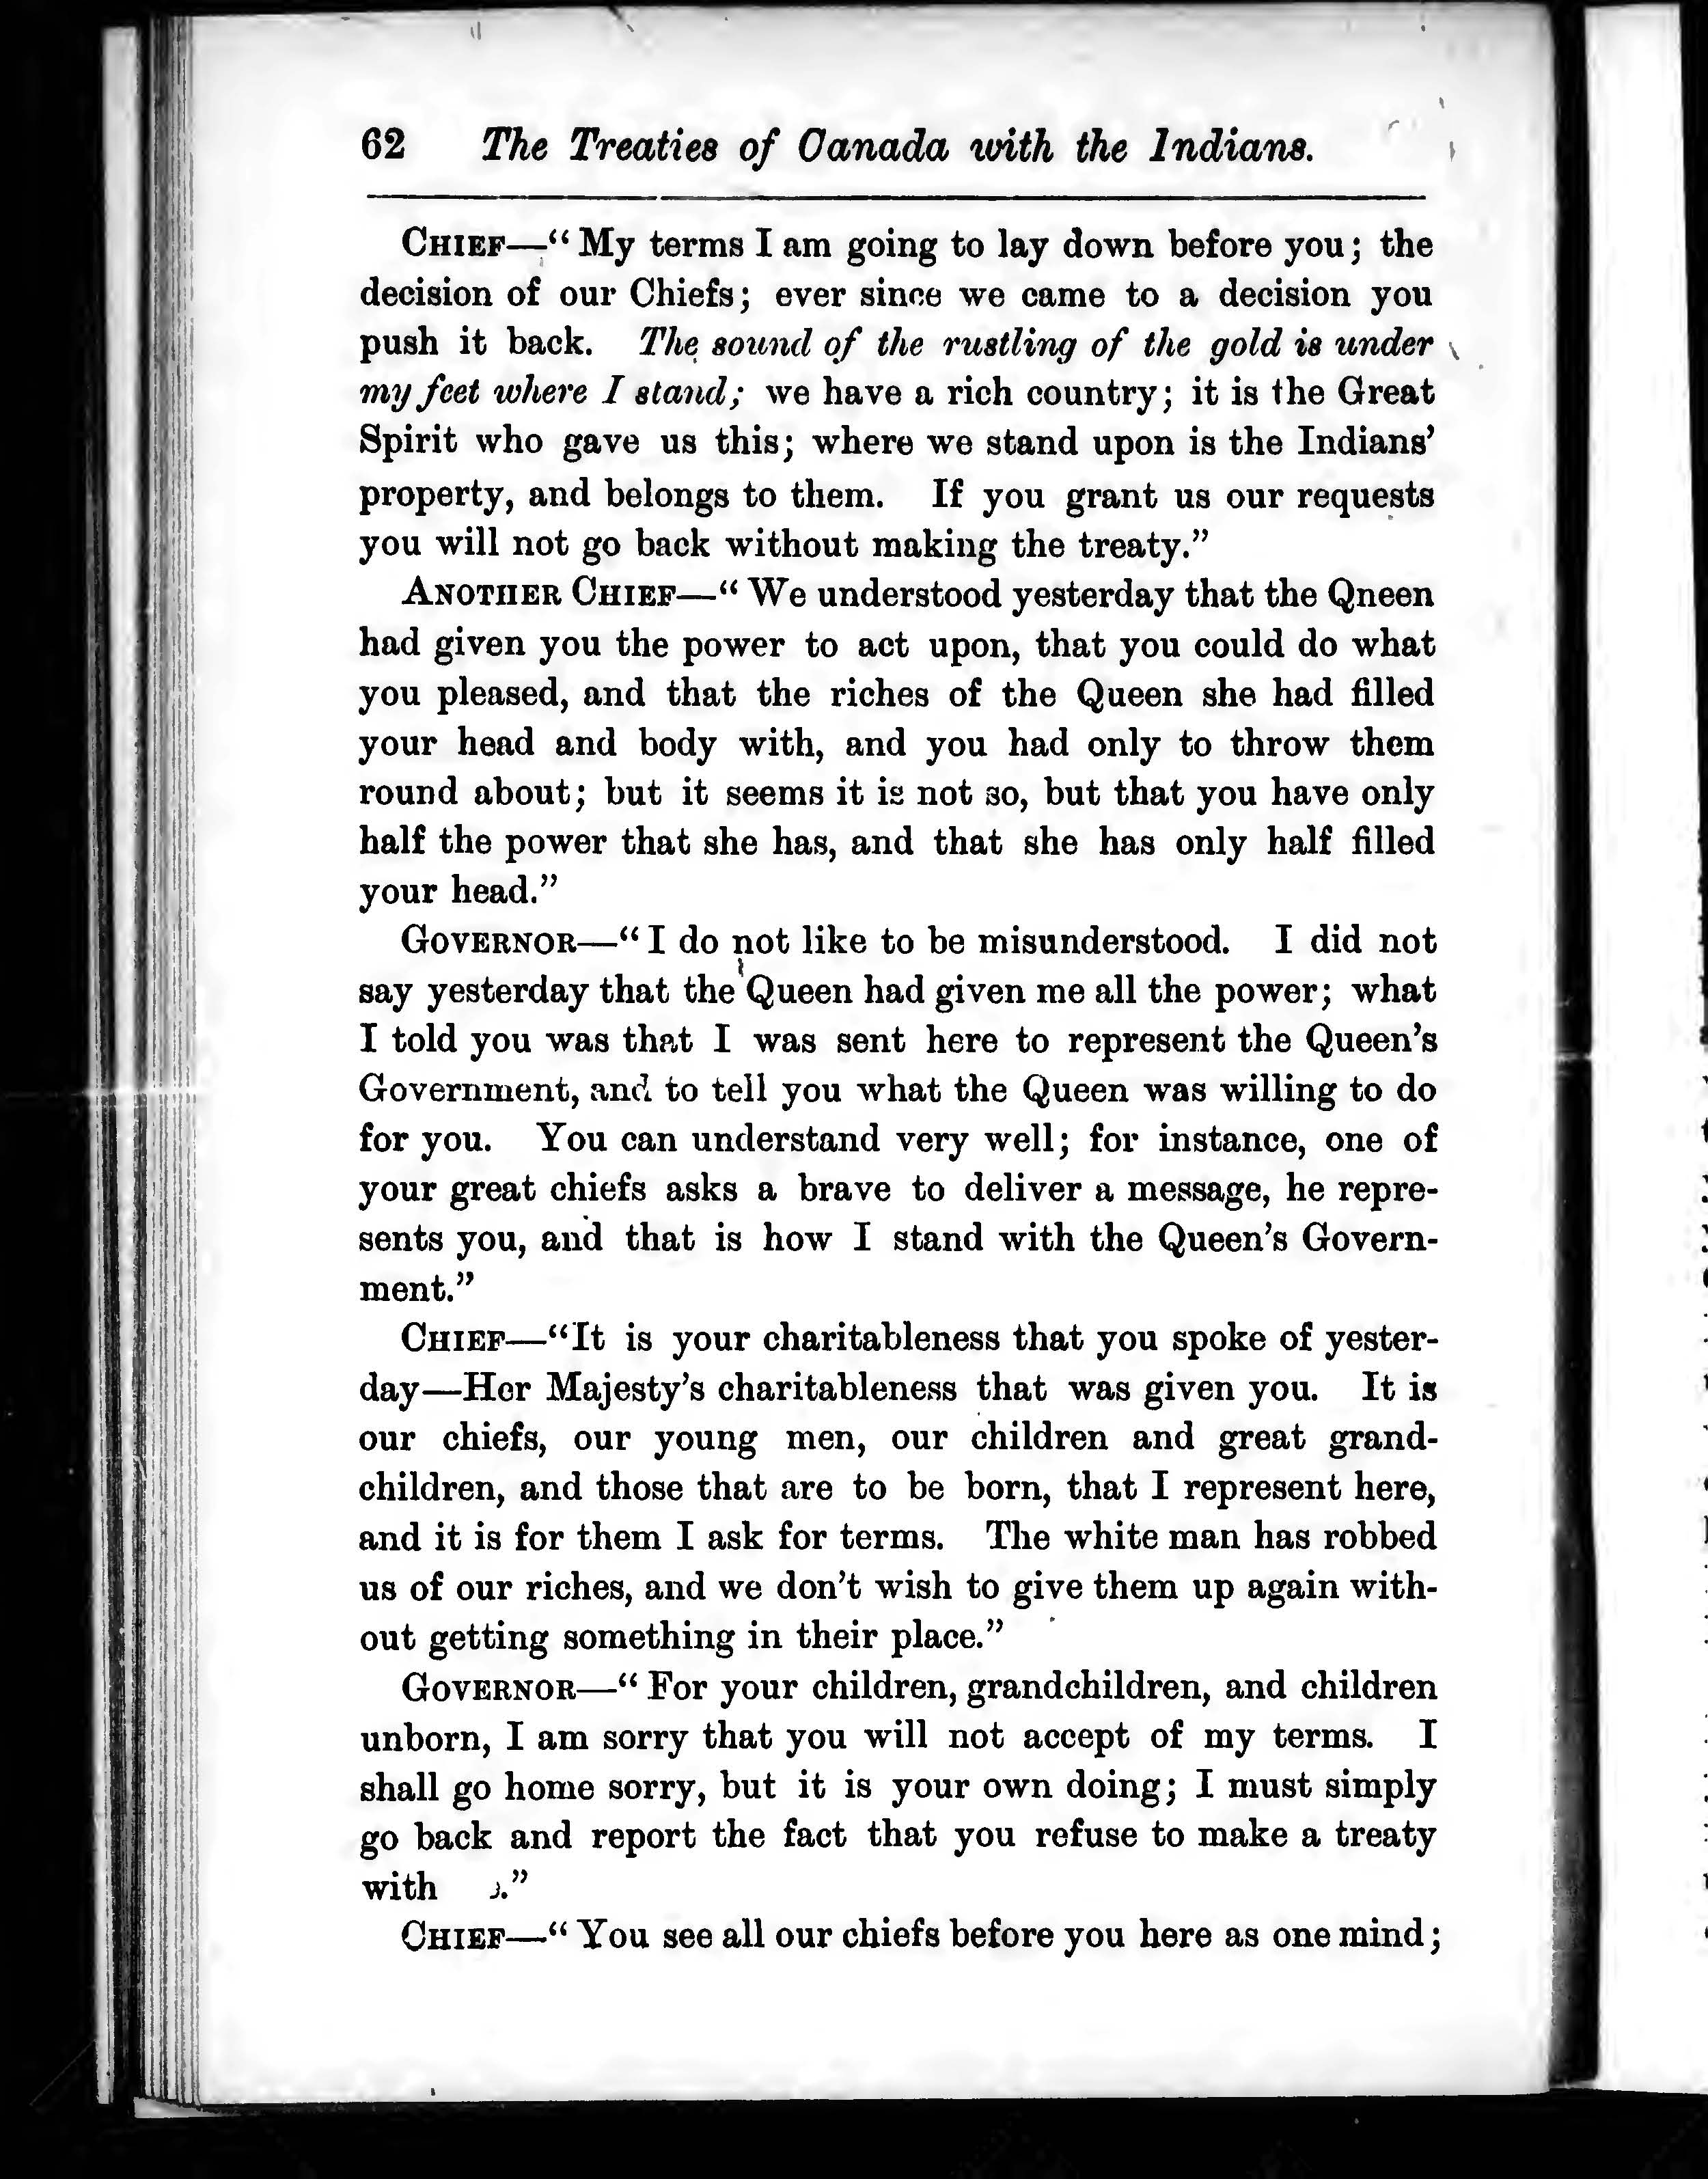 62 The Treaties of Canada with the Indians.
CHIEF—“ My terms I am going to lay down before you; the
decision of our Chiefs; ever since we came to a decision you
push it back. The sound of the rustling of the gold is under
my feet where I stand; we have a rich country; it is the Great
Spirit who gave us this; where we stand upon is the Indians’
property, and belongs to them. If you grant us our requests
you will not go back without making the treaty.”
ANOTHER CHIEF—“ We understood yesterday that the Qneen
had given you the power to act upon, that you could do what
you pleased, and that the riches of the Queen she had filled
your head and body with, and you had only to throw them
round about; but it seems it is not so, but that you have only
half the power that she has, and that she has only half filled
your head.”
GOVERNOR—“ I do not like to be misunderstood. I did not
say yesterday that the Queen had given me all the power; what
I told you was that I was sent here to represent the Queen’s
Government, and to tell you what the Queen was willing to do
for you. You can understand very well; for instance, one of
your great chiefs asks a brave to deliver a message, he repre-
sents you, and that is how I stand with the Queen’s Govern-
ment.”
CHIEF—“It is your charitableness that you spoke of yester-
day—Her Majesty’s charitableness that was given you. It is
our chiefs, our young men, our children and great grand-
children, and those that are to be born, that I represent here,
and it is for them I ask for terms. The white man has robbed
us of our riches, and we don’t wish to give them up again with-
out getting something in their place.”
GOVERNOR—“ For your children, grandchildren, and children
unborn, I am sorry that you will not accept of my terms. I
shall go home sorry, but it is your own doing; I must simply
go back and report the fact that you refuse to make a treaty
with .”
CHIEF—“ You see all our chiefs before you here as one mind;